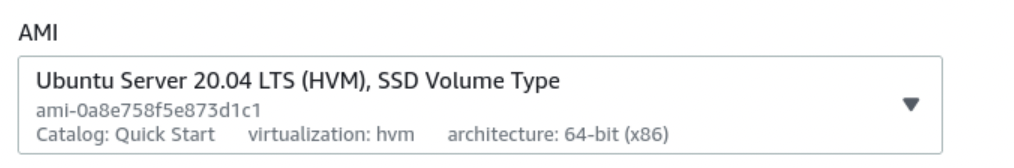 AMI
Ubuntu Server 20.04 LTS (HVM), SSD Volume Type
ami-0a8e758f5e873d1c1
Catalog: Quick Start virtualization: hvm architecture: 64-bit (x86)